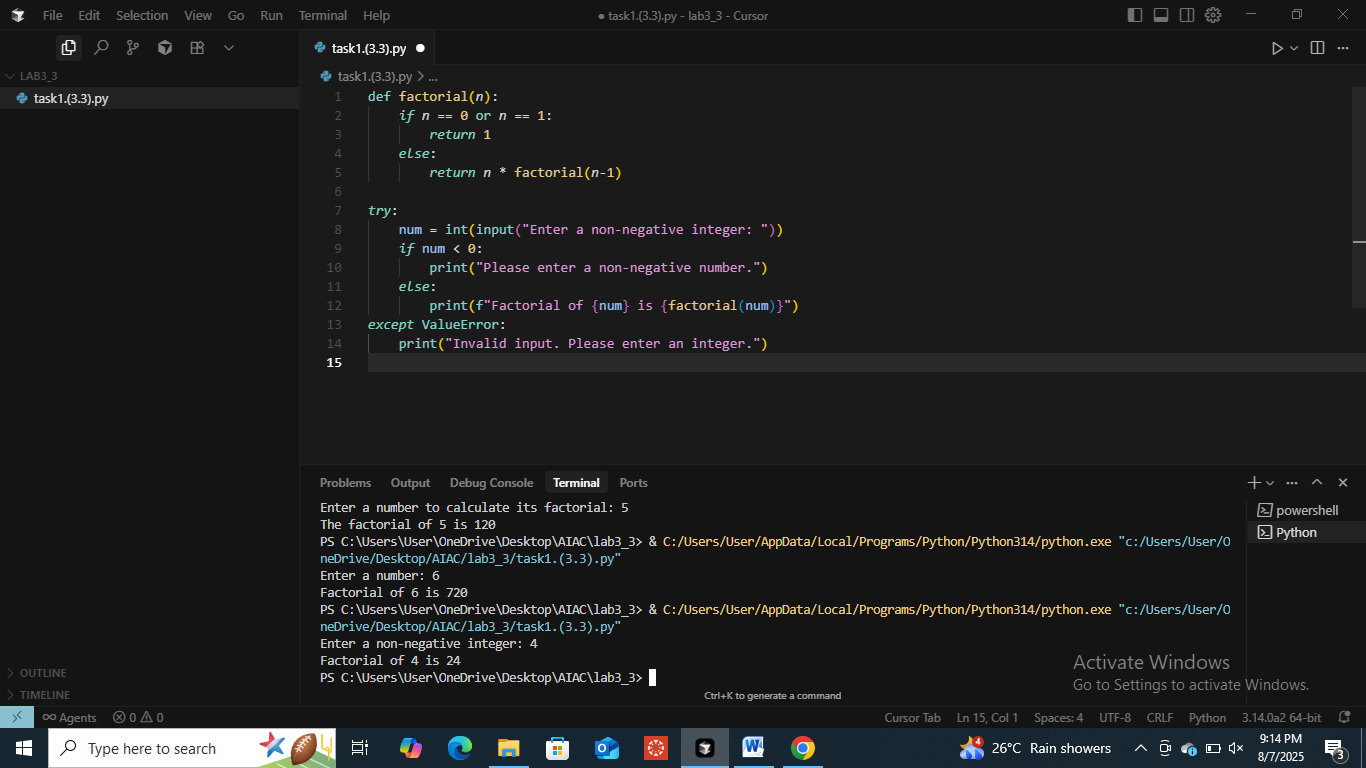 File Edit Selection View Go Run Terminal Help
● task1.(3.3).py - lab3_3 - Cursor
LAB3_3
task1.(3.3).py
task1.(3.3).py ●
task1.(3.3).py > ...
1 def factorial(n):
2     if n == 0 or n == 1:
3         return 1
4     else:
5         return n * factorial(n-1)
6
7 try:
8     num = int(input("Enter a non-negative integer: "))
9     if num < 0:
10         print("Please enter a non-negative number.")
11     else:
12         print(f"Factorial of {num} is {factorial(num)}")
13 except ValueError:
14     print("Invalid input. Please enter an integer.")
15
Problems Output Debug Console Terminal Ports
Enter a number to calculate its factorial: 5
The factorial of 5 is 120
PS C:\Users\User\OneDrive\Desktop\AIAC\lab3_3> & C:/Users/User/AppData/Local/Programs/Python/Python314/python.exe "c:/Users/User/O
neDrive/Desktop/AIAC/lab3_3/task1.(3.3).py"
Enter a number: 6
Factorial of 6 is 720
PS C:\Users\User\OneDrive\Desktop\AIAC\lab3_3> & C:/Users/User/AppData/Local/Programs/Python/Python314/python.exe "c:/Users/User/O
neDrive/Desktop/AIAC/lab3_3/task1.(3.3).py"
Enter a non-negative integer: 4
Factorial of 4 is 24
PS C:\Users\User\OneDrive\Desktop\AIAC\lab3_3>
powershell
Python
Ctrl+K to generate a command
Activate Windows
Go to Settings to activate Windows.
OUTLINE
TIMELINE
Agents 0 0
Cursor Tab Ln 15, Col 1 Spaces: 4 UTF-8 CRLF Python 3.14.0a2 64-bit
Type here to search
4
26°C Rain showers
9:14 PM
8/7/2025
3